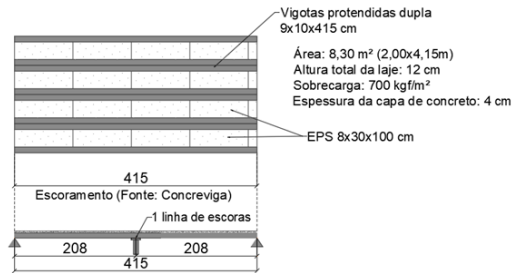 Vigotas protendidas dupla
9x10x415 cm
Área: 8,30 m² (2,00x4,15m)
Altura total da laje: 12 cm
Sobrecarga: 700 kgf/m²
Espessura da capa de concreto: 4 cm
EPS 8x30x100 cm
415
Escoramento (Fonte: Concreviga)
1 linha de escoras
208
208
415